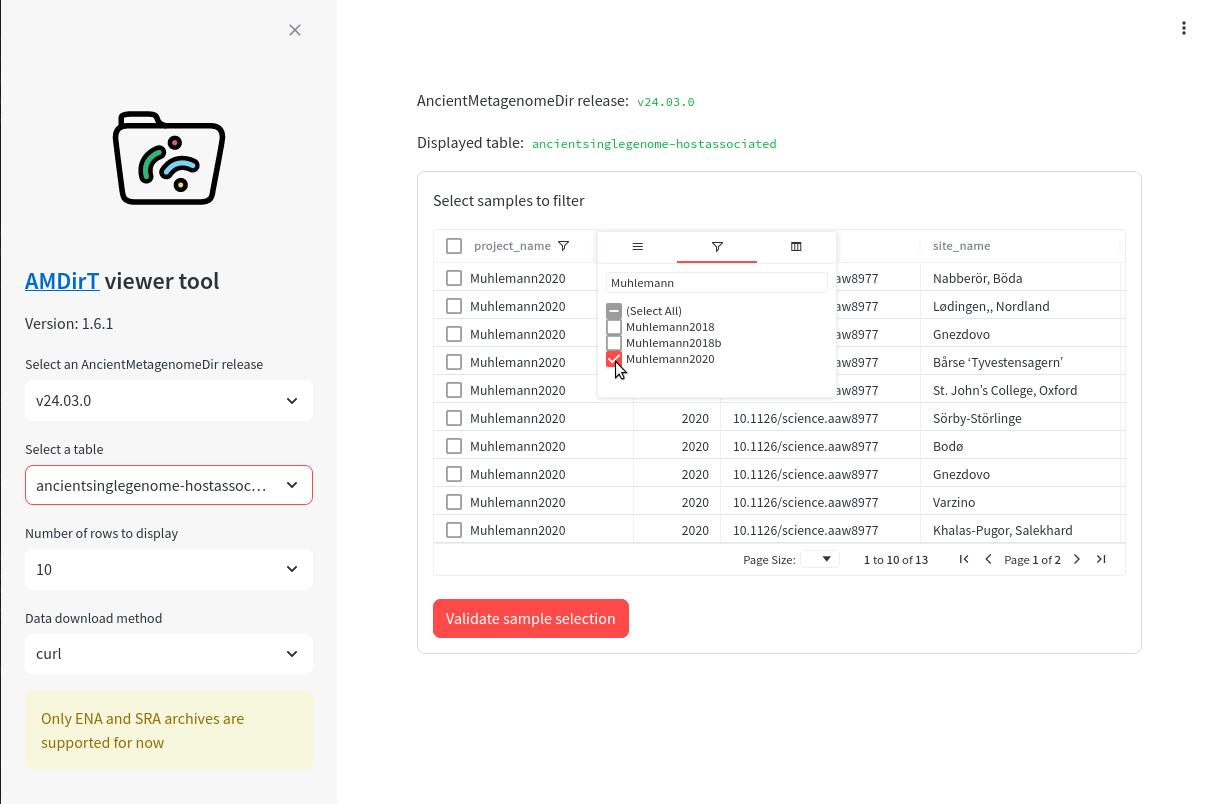 AMDirT viewer tool
Version: 1.6.1
Select an AncientMetagenomeDir release
v24.03.0
Select a table
ancientsinglegenome-hostassoc…
Number of rows to display
10
Data download method
curl
Only ENA and SRA archives are
supported for now
AncientMetagenomeDir release: v24.03.0
Displayed table: ancientsinglegenome-hostassociated
Select samples to filter
project_name site_name
Muhlemann
(Select All)
Muhlemann2018
Muhlemann2018b
Muhlemann2020
Muhlemann2020 aaw8977 Nabberör, Böda
Muhlemann2020 aaw8977 Lødingen,, Nordland
Muhlemann2020 aaw8977 Gnezdovo
Muhlemann2020 aaw8977 Bårse ‘Tyvestensagern’
Muhlemann2020 aaw8977 St. John’s College, Oxford
Muhlemann2020 2020 10.1126/science.aaw8977 Sörby-Störlinge
Muhlemann2020 2020 10.1126/science.aaw8977 Bodø
Muhlemann2020 2020 10.1126/science.aaw8977 Gnezdovo
Muhlemann2020 2020 10.1126/science.aaw8977 Varzino
Muhlemann2020 2020 10.1126/science.aaw8977 Khalas-Pugor, Salekhard
Page Size: 1 to 10 of 13 Page 1 of 2
Validate sample selection